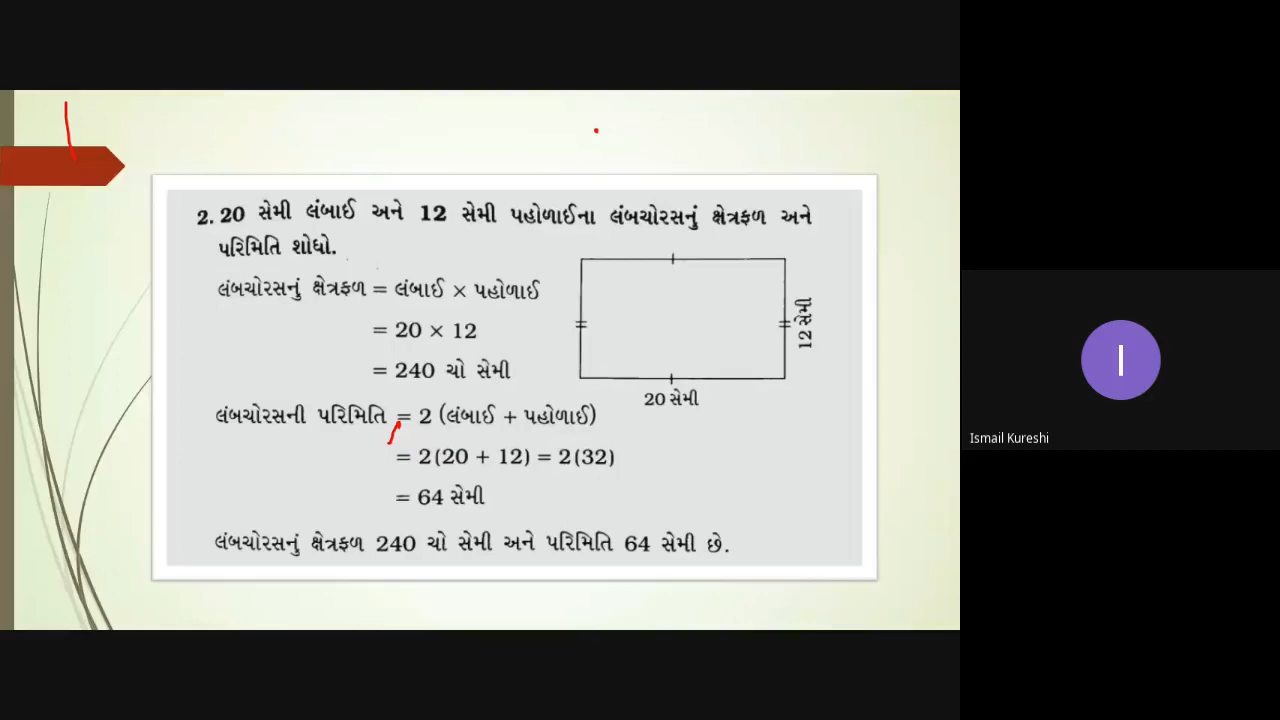 2. 20 સેમી લંબાઈ અને 12 સેમી પહોળાઈના લંબચોરસનું ક્ષેત્રફળ અને
પરિમિતિ શોધો.
લંબચોરસનું ક્ષેત્રફળ = લંબાઈ × પહોળાઈ
= 20 × 12
= 240 ચો સેમી
12 સેમી
20 સેમી
લંબચોરસની પરિમિતિ = 2 (લંબાઈ + પહોળાઈ)
= 2(20 + 12) = 2(32)
= 64 સેમી
લંબચોરસનું ક્ષેત્રફળ 240 ચો સેમી અને પરિમિતિ 64 સેમી છે.
I
Ismail Kureshi